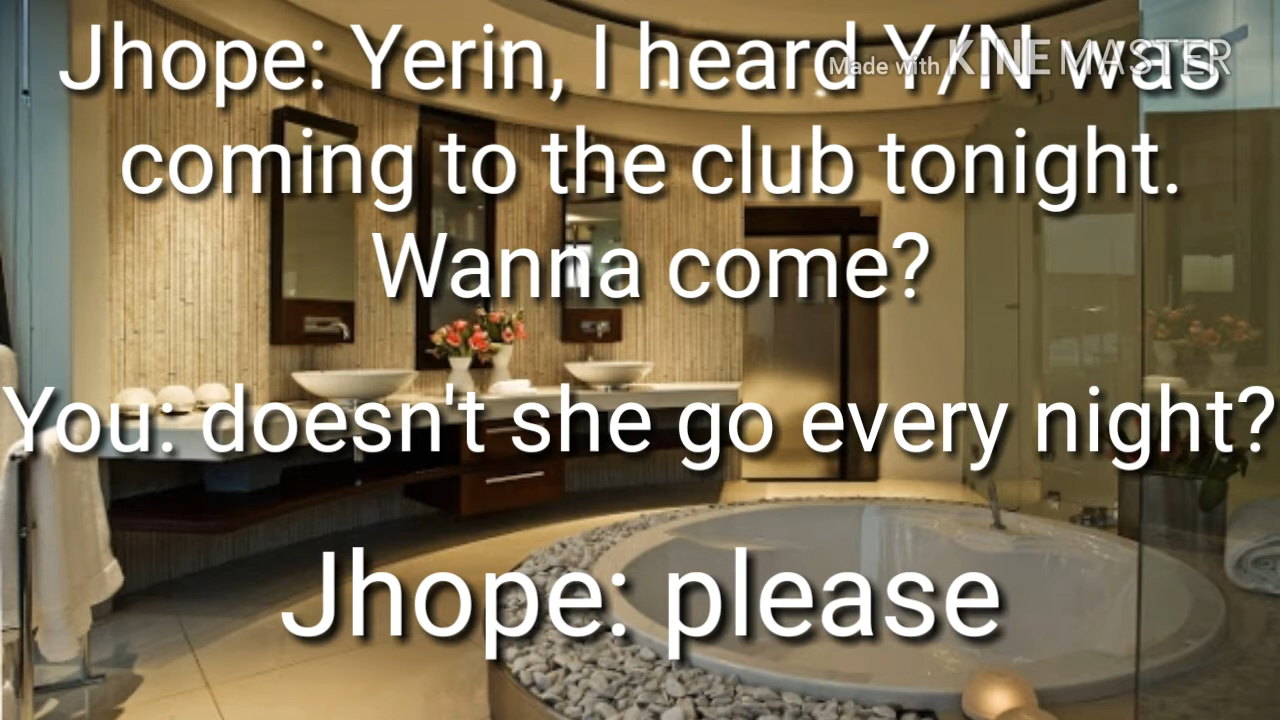 Jhope: Yerin, I heard Y/N was
Made with KINEMASTER
coming to the club tonight.
Wanna come?
You: doesn't she go every night?
Jhope: please